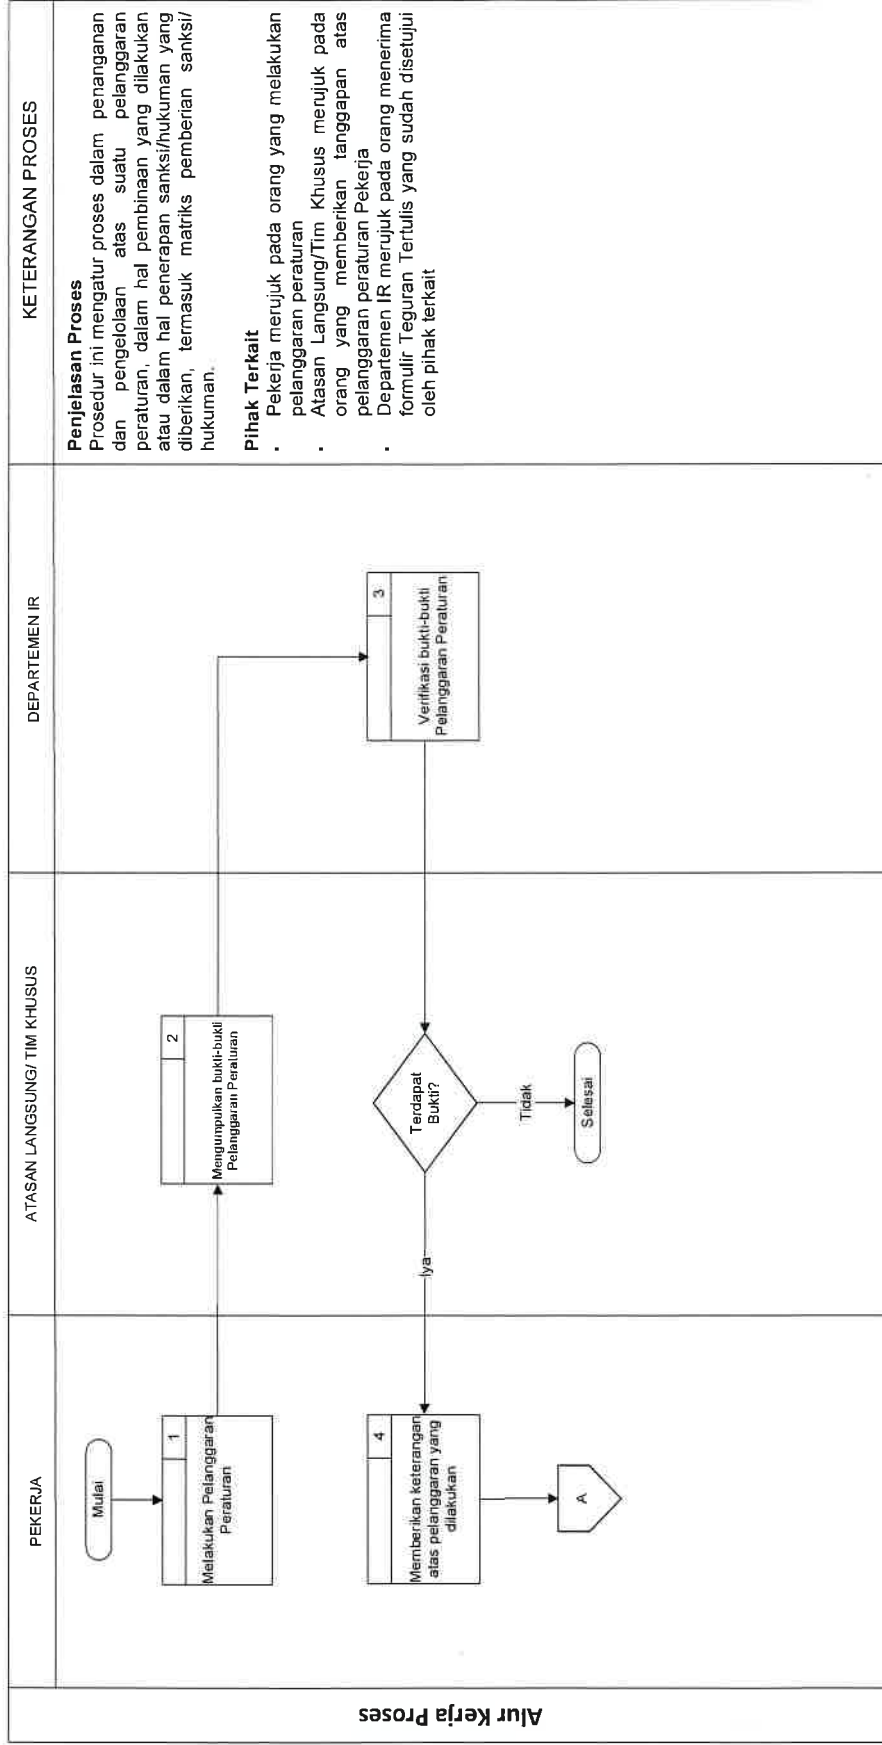 PEKERJA
ATASAN LANGSUNG/ TIM KHUSUS
DEPARTEMEN IR
KETERANGAN PROSES
Alur Kerja Proses
Mulai
1
Melakukan Pelanggaran
Peraturan
2
Mengumpulkan bukti-bukti
Pelanggaran Peraturan
3
Verifikasi bukti-bukti
Pelanggaran Peraturan
Terdapat
Bukti?
Iya
Tidak
Selesai
4
Memberikan keterangan
atas pelanggaran yang
dilakukan
A
Penjelasan Proses
Prosedur ini mengatur proses dalam penanganan
dan pengelolaan atas suatu pelanggaran
peraturan, dalam hal pembinaan yang dilakukan
atau dalam hal penerapan sanksi/hukuman yang
diberikan, termasuk matriks pemberian sanksi/
hukuman.
Pihak Terkait
• Pekerja merujuk pada orang yang melakukan
pelanggaran peraturan
• Atasan Langsung/Tim Khusus merujuk pada
orang yang memberikan tanggapan atas
pelanggaran peraturan Pekerja
• Departemen IR merujuk pada orang menerima
formulir Teguran Tertulis yang sudah disetujui
oleh pihak terkait